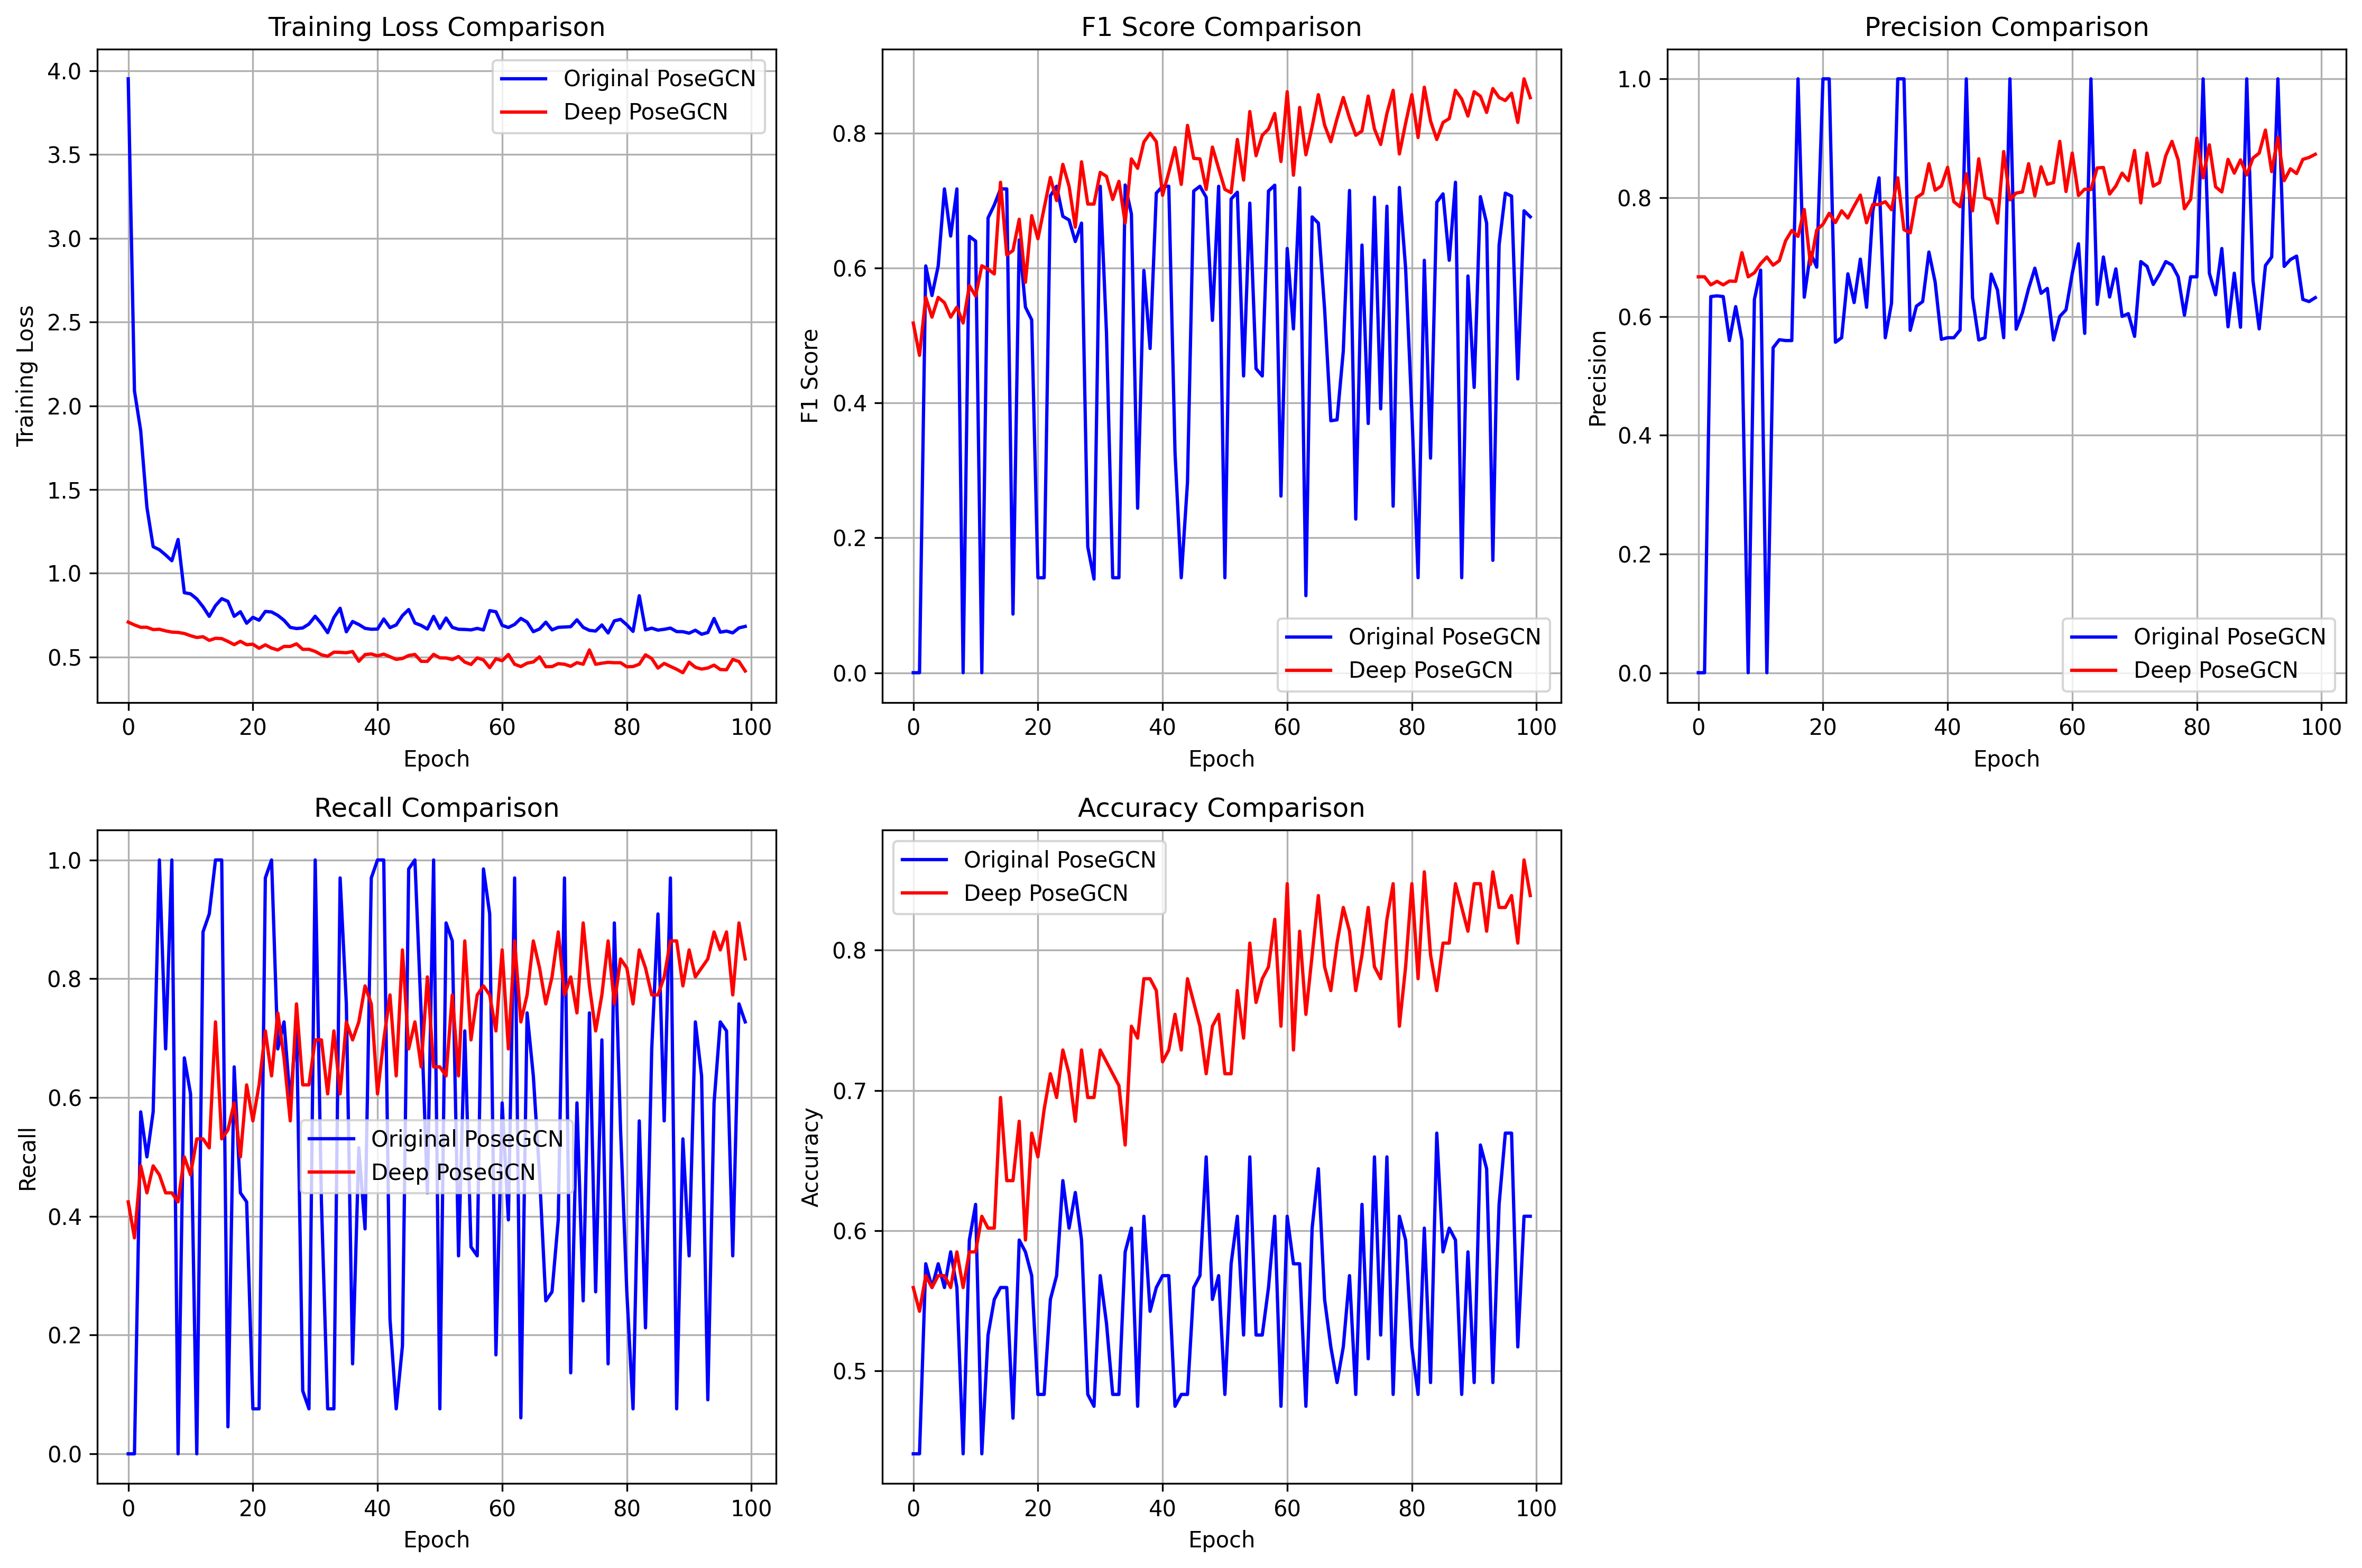 Training Loss Comparison
Training Loss
4.0
3.5
3.0
2.5
2.0
1.5
1.0
0.5
0 20 40 60 80 100
Epoch
Original PoseGCN
Deep PoseGCN
F1 Score Comparison
F1 Score
0.8
0.6
0.4
0.2
0.0
0 20 40 60 80 100
Epoch
Original PoseGCN
Deep PoseGCN
Precision Comparison
Precision
1.0
0.8
0.6
0.4
0.2
0.0
0 20 40 60 80 100
Epoch
Original PoseGCN
Deep PoseGCN
Recall Comparison
Recall
1.0
0.8
0.6
0.4
0.2
0.0
0 20 40 60 80 100
Epoch
Original PoseGCN
Deep PoseGCN
Accuracy Comparison
Accuracy
0.8
0.7
0.6
0.5
0 20 40 60 80 100
Epoch
Original PoseGCN
Deep PoseGCN